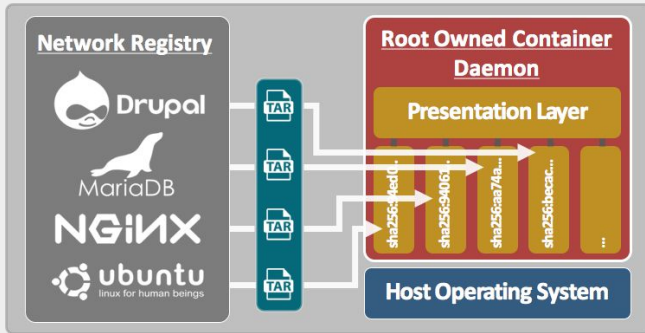 Network Registry
Drupal
MariaDB
NGINX
ubuntu
linux for human beings
TAR
TAR
TAR
TAR
Root Owned Container
Daemon
Presentation Layer
sha256:94061...
sha256:aa74a...
sha256:becac...
...
Host Operating System